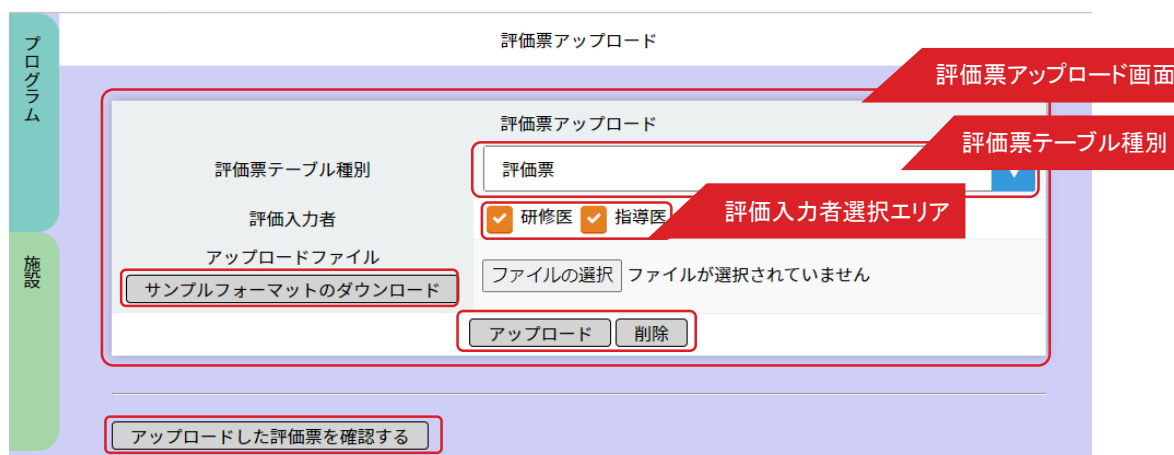 プログラム
施設
評価票アップロード
評価票アップロード画面
評価票アップロード
評価票テーブル種別
評価票テーブル種別
評価票
評価入力者
研修医 指導医
評価入力者選択エリア
アップロードファイル
サンプルフォーマットのダウンロード
ファイルの選択 ファイルが選択されていません
アップロード 削除
アップロードした評価票を確認する